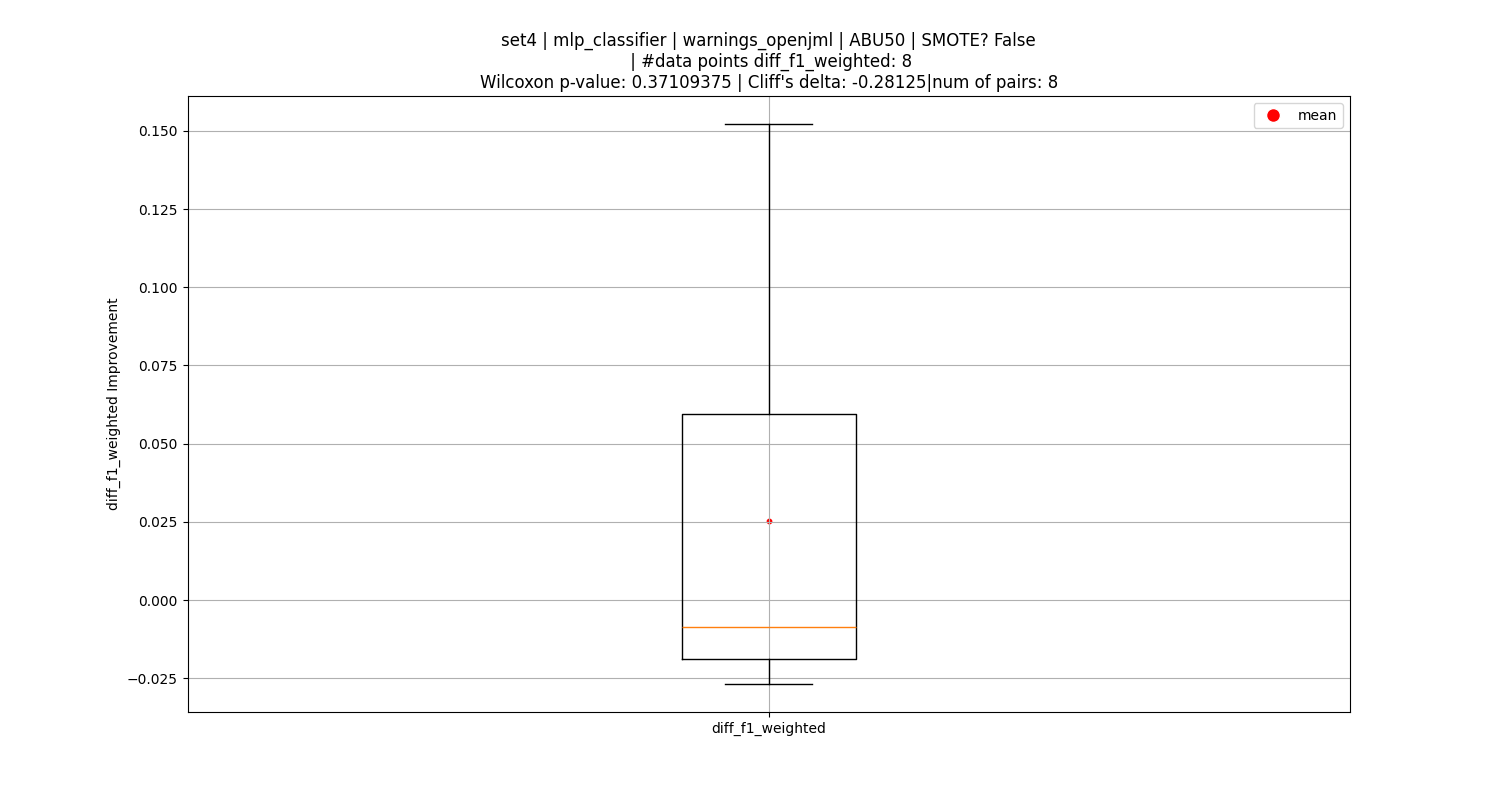 set4 | mlp_classifier | warnings_openjml | ABU50 | SMOTE? False
| #data points diff_f1_weighted: 8
Wilcoxon p-value: 0.37109375 | Cliff's delta: -0.28125|num of pairs: 8
mean
0.150
0.125
0.100
0.075
0.050
0.025
0.000
−0.025
diff_f1_weighted Improvement
diff_f1_weighted